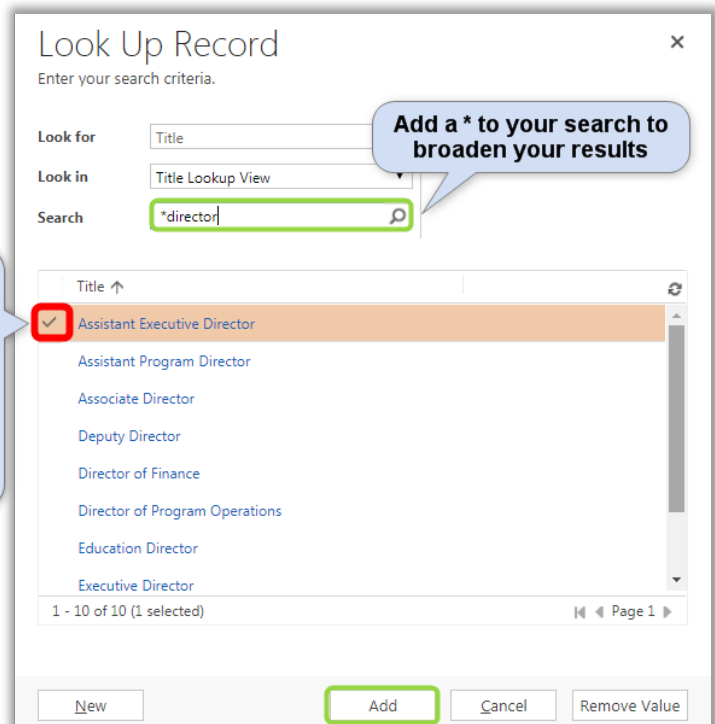 Look Up Record
Enter your search criteria.
Look for
Title
Add a * to your search to
broaden your results
Look in
Title Lookup View
Search
*director
Title
Assistant Executive Director
Assistant Program Director
Associate Director
Deputy Director
Director of Finance
Director of Program Operations
Education Director
Executive Director
1 - 10 of 10 (1 selected)
Page 1
New
Add
Cancel
Remove Value